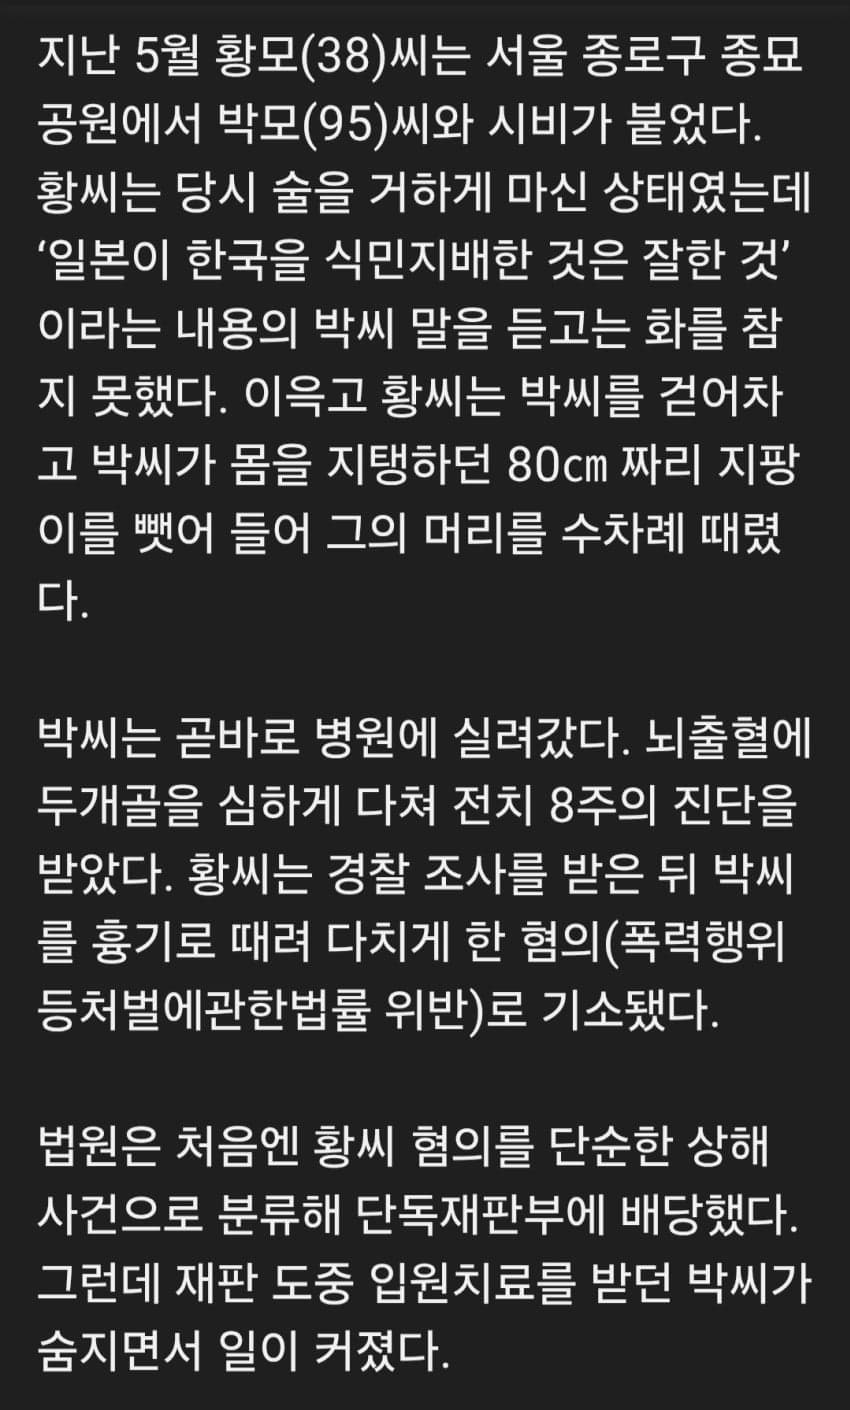 지난 5월 황모(38)씨는 서울 종로구 종묘
공원에서 박모(95)씨와 시비가 붙었다.
황씨는 당시 술을 거하게 마신 상태였는데
‘일본이 한국을 식민지배한 것은 잘한 것’
이라는 내용의 박씨 말을 듣고는 화를 참
지 못했다. 이윽고 황씨는 박씨를 걷어차
고 박씨가 몸을 지탱하던 80㎝ 짜리 지팡
이를 뺏어 들어 그의 머리를 수차례 때렸
다.
박씨는 곧바로 병원에 실려갔다. 뇌출혈에
두개골을 심하게 다쳐 전치 8주의 진단을
받았다. 황씨는 경찰 조사를 받은 뒤 박씨
를 흉기로 때려 다치게 한 혐의(폭력행위
등처벌에관한법률 위반)로 기소됐다.
법원은 처음엔 황씨 혐의를 단순한 상해
사건으로 분류해 단독재판부에 배당했다.
그런데 재판 도중 입원치료를 받던 박씨가
숨지면서 일이 커졌다.